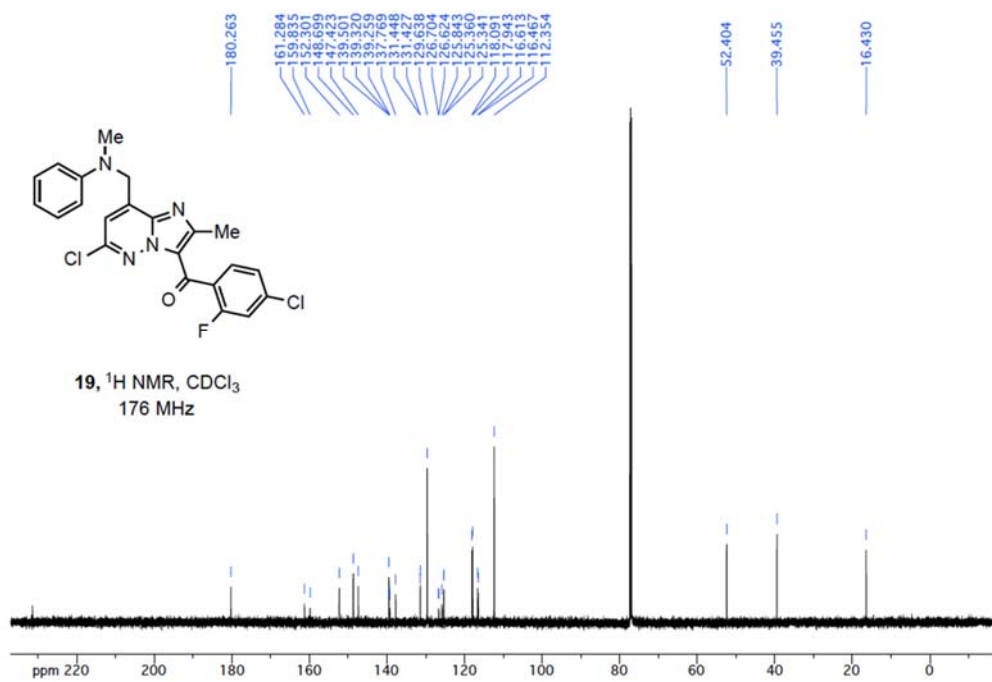 180.263
161.284
159.835
152.301
148.699
147.423
139.501
139.320
139.259
137.769
131.448
131.427
129.638
126.704
126.624
125.843
125.360
125.341
118.091
117.943
116.613
116.467
112.354
52.404
39.455
16.430
Me
N
N
Me
N
N
Cl
O
Cl
F
19, ¹H NMR, CDCl₃
176 MHz
ppm 220 200 180 160 140 120 100 80 60 40 20 0